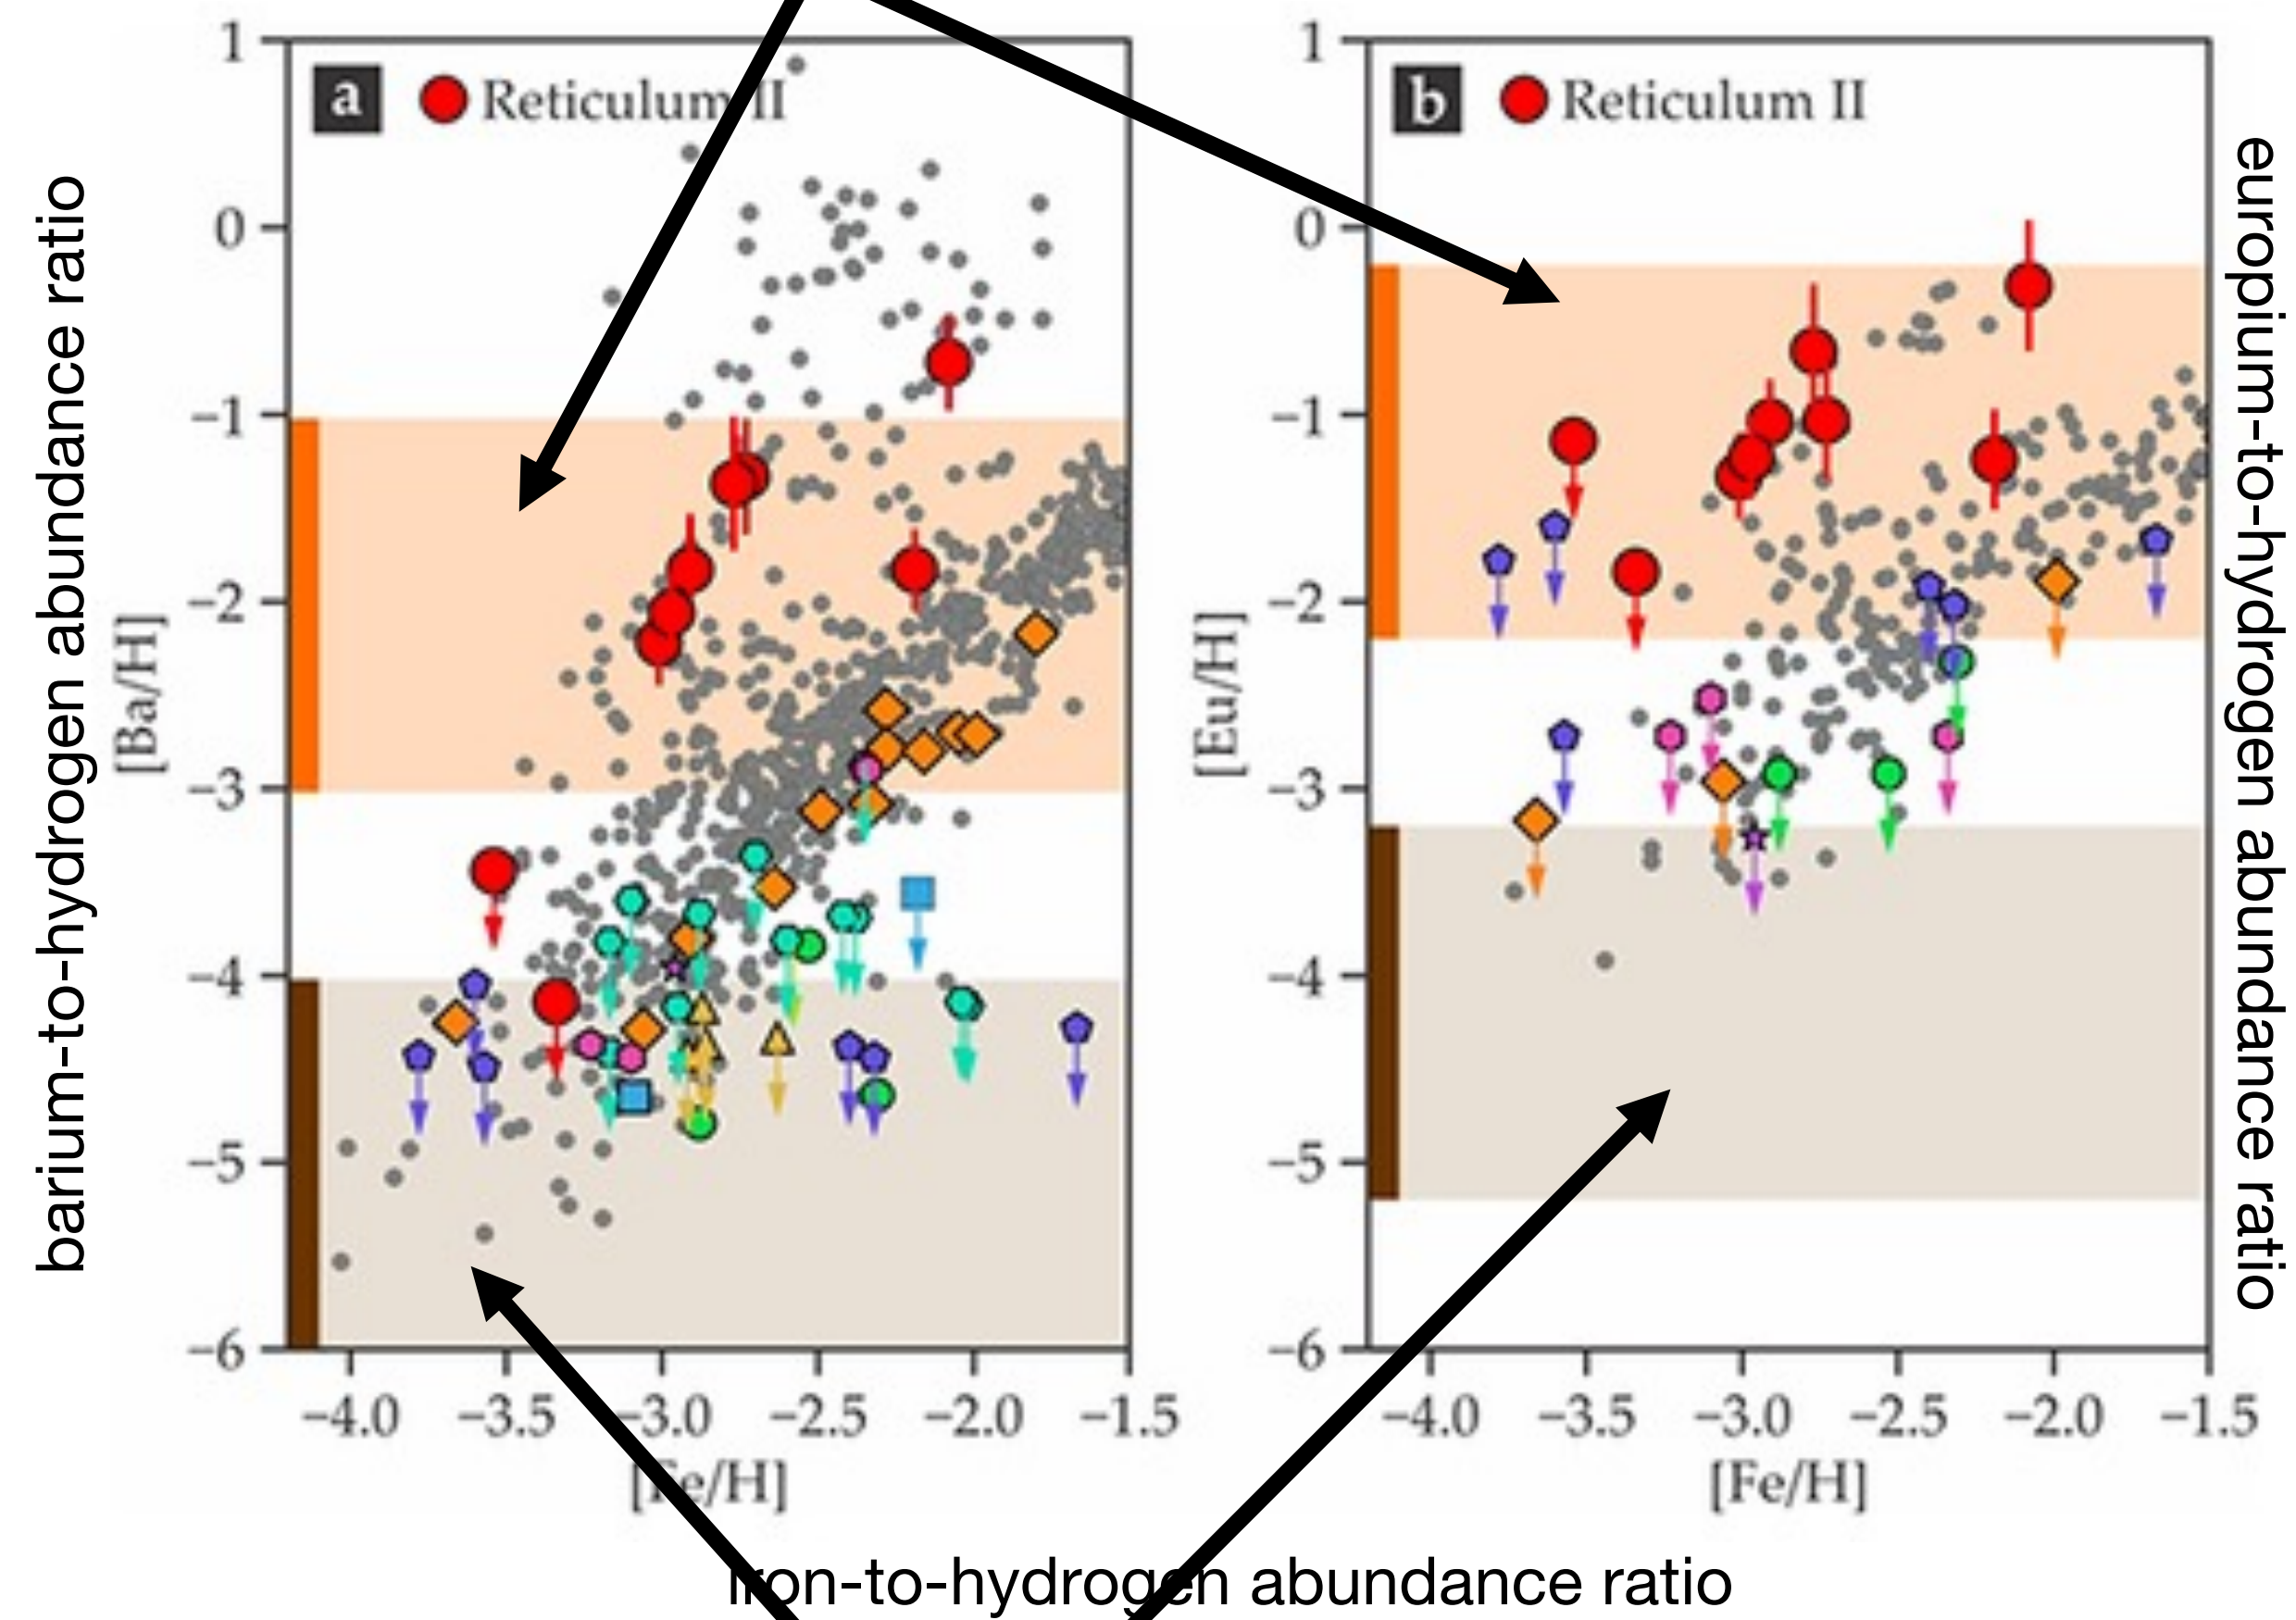 a Reticulum II
1
0
−1
−2
−3
−4
−5
−6
barium-to-hydrogen abundance ratio
[Ba/H]
−4.0 −3.5 −3.0 −2.5 −2.0 −1.5
[Fe/H]
b Reticulum II
1
0
−1
−2
−3
−4
−5
−6
[Eu/H]
europium-to-hydrogen abundance ratio
−4.0 −3.5 −3.0 −2.5 −2.0 −1.5
[Fe/H]
iron-to-hydrogen abundance ratio